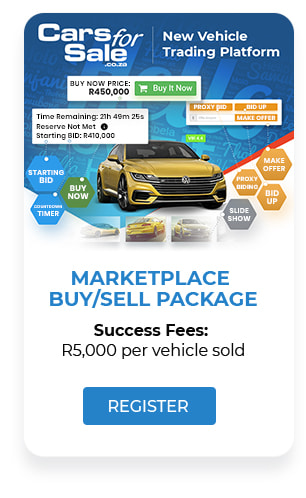 Cars for
Sale
.co.za
New Vehicle
Trading Platform
BUY NOW PRICE:
R450,000
Buy It Now
Time Remaining: 21h 49m 25s
Reserve Not Met
Starting BID: R410,000
PROXY BID
BID UP
MAKE OFFER
STARTING
BID
BUY
NOW
COUNTDOWN
TIMER
MAKE
OFFER
PROXY
BIDING
BID
UP
SLIDE
SHOW
MARKETPLACE
BUY/SELL PACKAGE
Success Fees:
R5,000 per vehicle sold
REGISTER